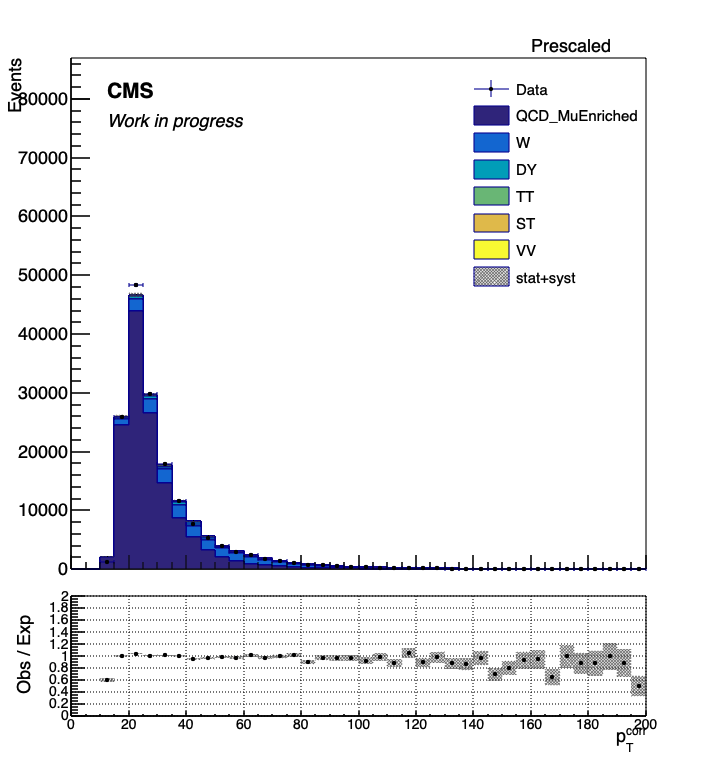 Prescaled
Events
CMS
Work in progress
Data
QCD_MuEnriched
W
DY
TT
ST
VV
stat+syst
80000
70000
60000
50000
40000
30000
20000
10000
0
Obs / Exp
2
1.8
1.6
1.4
1.2
1
0.8
0.6
0.4
0.2
0
0 20 40 60 80 100 120 140 160 180 200
p_T^corr